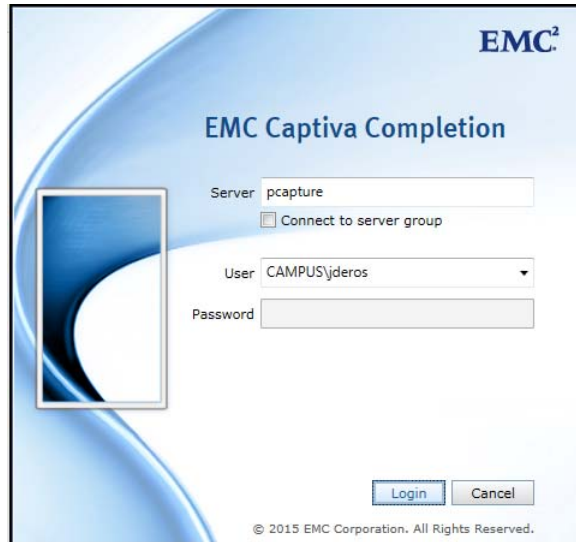 EMC²
EMC Captiva Completion
Server pcapture
Connect to server group
User CAMPUS\jderos
Password
Login Cancel
© 2015 EMC Corporation. All Rights Reserved.